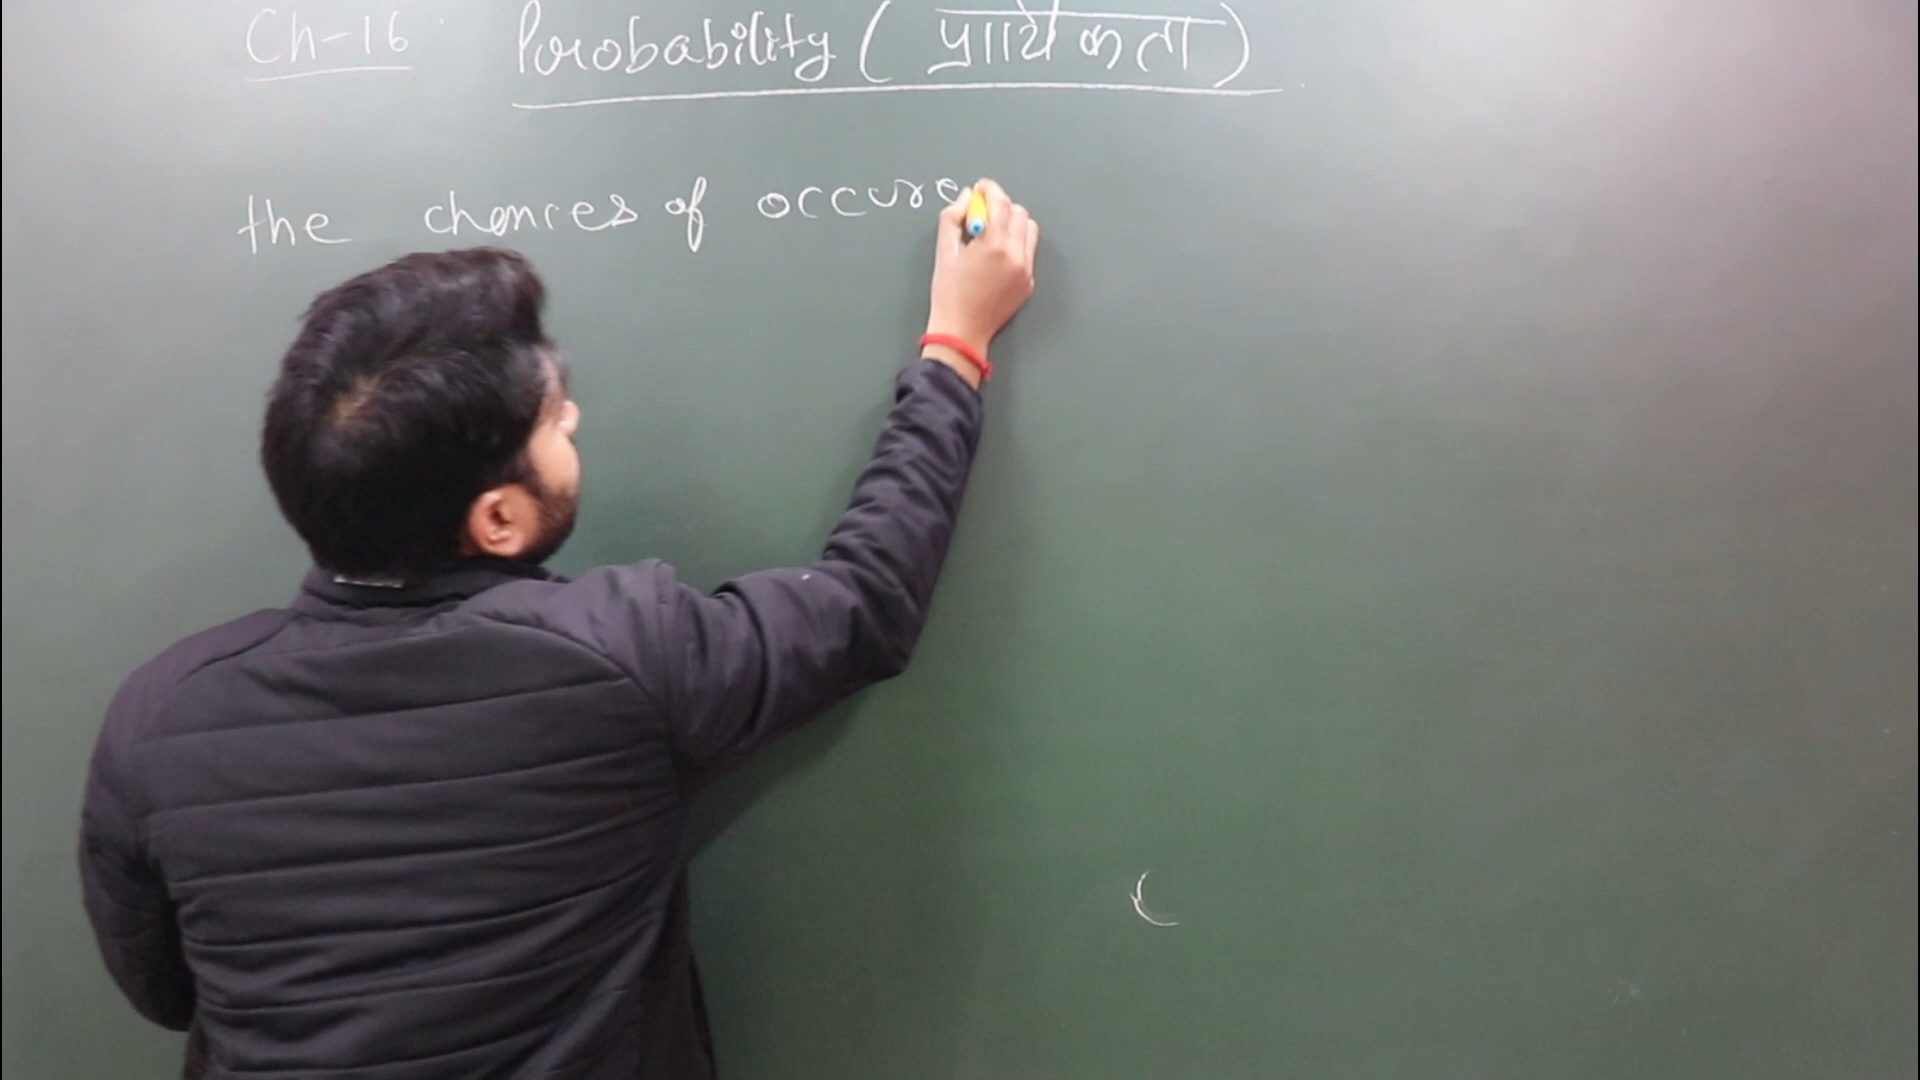 Ch-16 Probability ( प्रायिकता )
the chances of occure